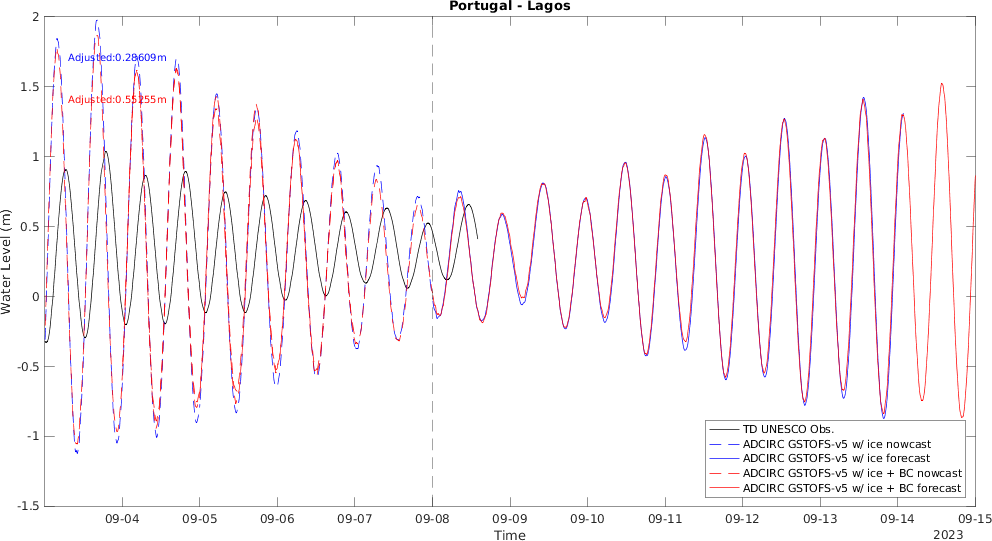 Portugal - Lagos
2
1.5
1
0.5
0
-0.5
-1
-1.5
Water Level (m)
Adjusted:0.28609m
Adjusted:0.55255m
TD UNESCO Obs.
ADCIRC GSTOFS-v5 w/ ice nowcast
ADCIRC GSTOFS-v5 w/ ice forecast
ADCIRC GSTOFS-v5 w/ ice + BC nowcast
ADCIRC GSTOFS-v5 w/ ice + BC forecast
09-04 09-05 09-06 09-07 09-08 09-09 09-10 09-11 09-12 09-13 09-14 09-15
Time
2023